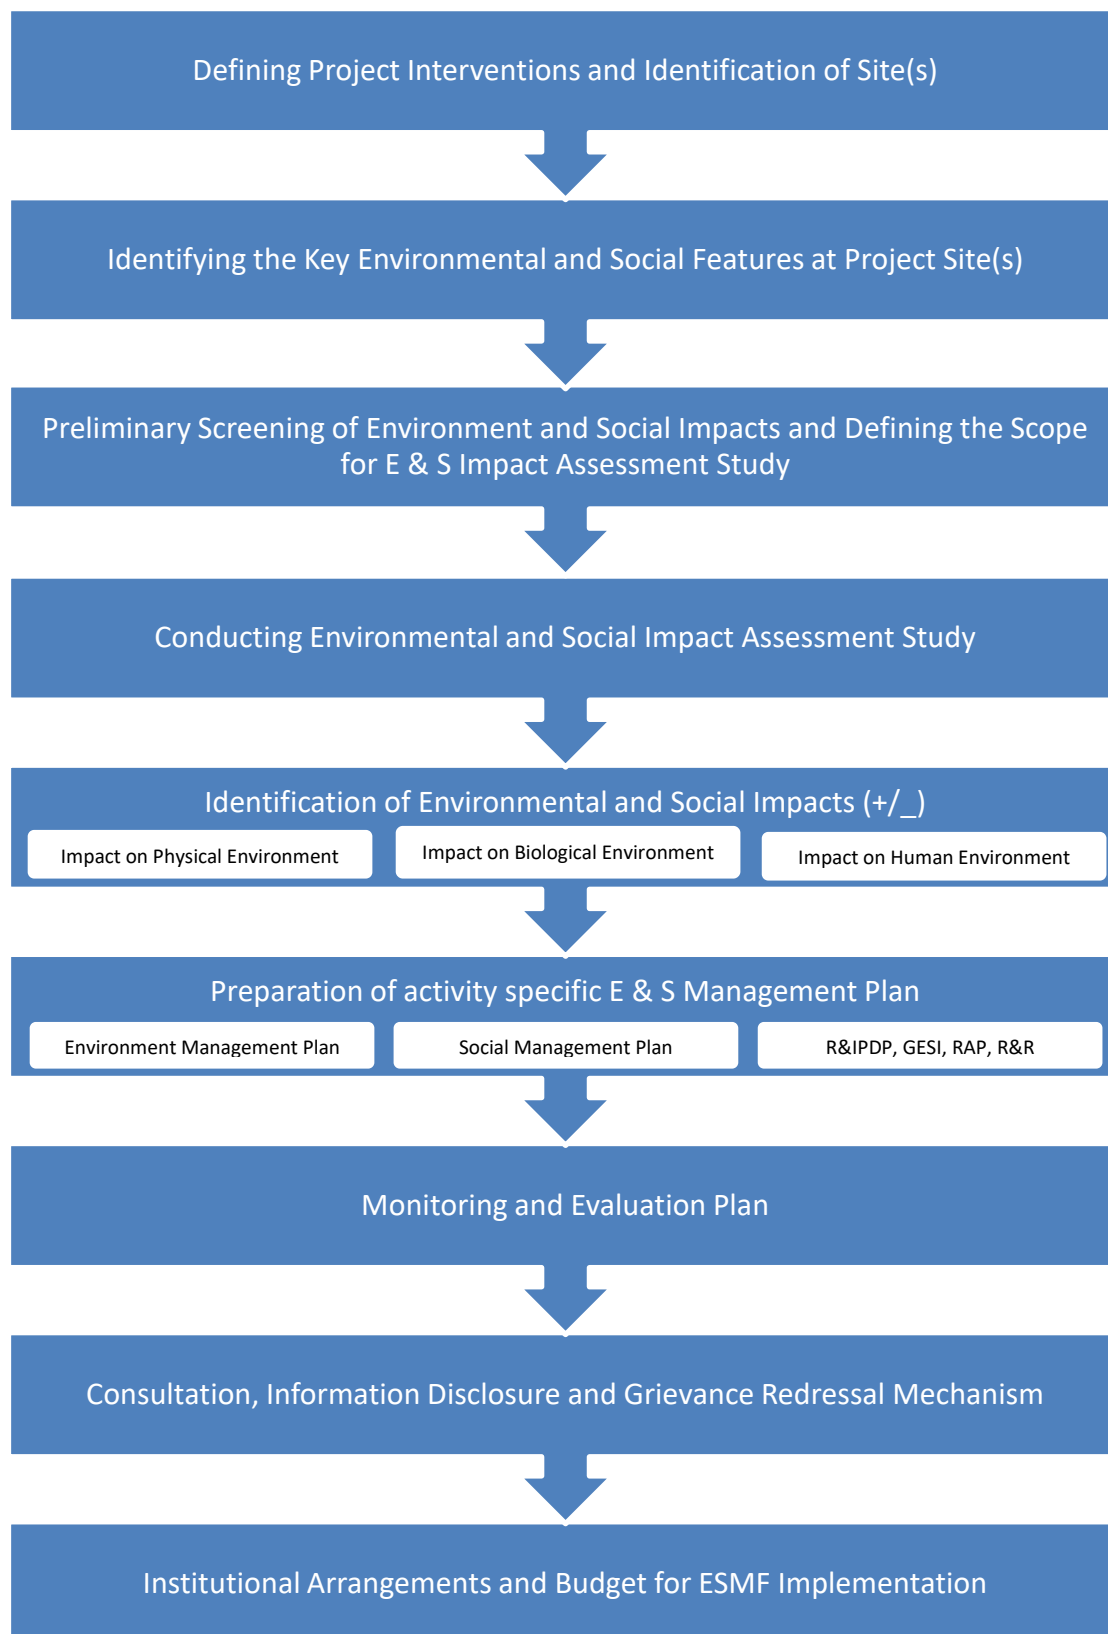 Defining Project Interventions and Identification of Site(s)
Identifying the Key Environmental and Social Features at Project Site(s)
Preliminary Screening of Environment and Social Impacts and Defining the Scope
for E & S Impact Assessment Study
Conducting Environmental and Social Impact Assessment Study
Identification of Environmental and Social Impacts (+/_)
Impact on Physical Environment
Impact on Biological Environment
Impact on Human Environment
Preparation of activity specific E & S Management Plan
Environment Management Plan
Social Management Plan
R&IPDP, GESI, RAP, R&R
Monitoring and Evaluation Plan
Consultation, Information Disclosure and Grievance Redressal Mechanism
Institutional Arrangements and Budget for ESMF Implementation